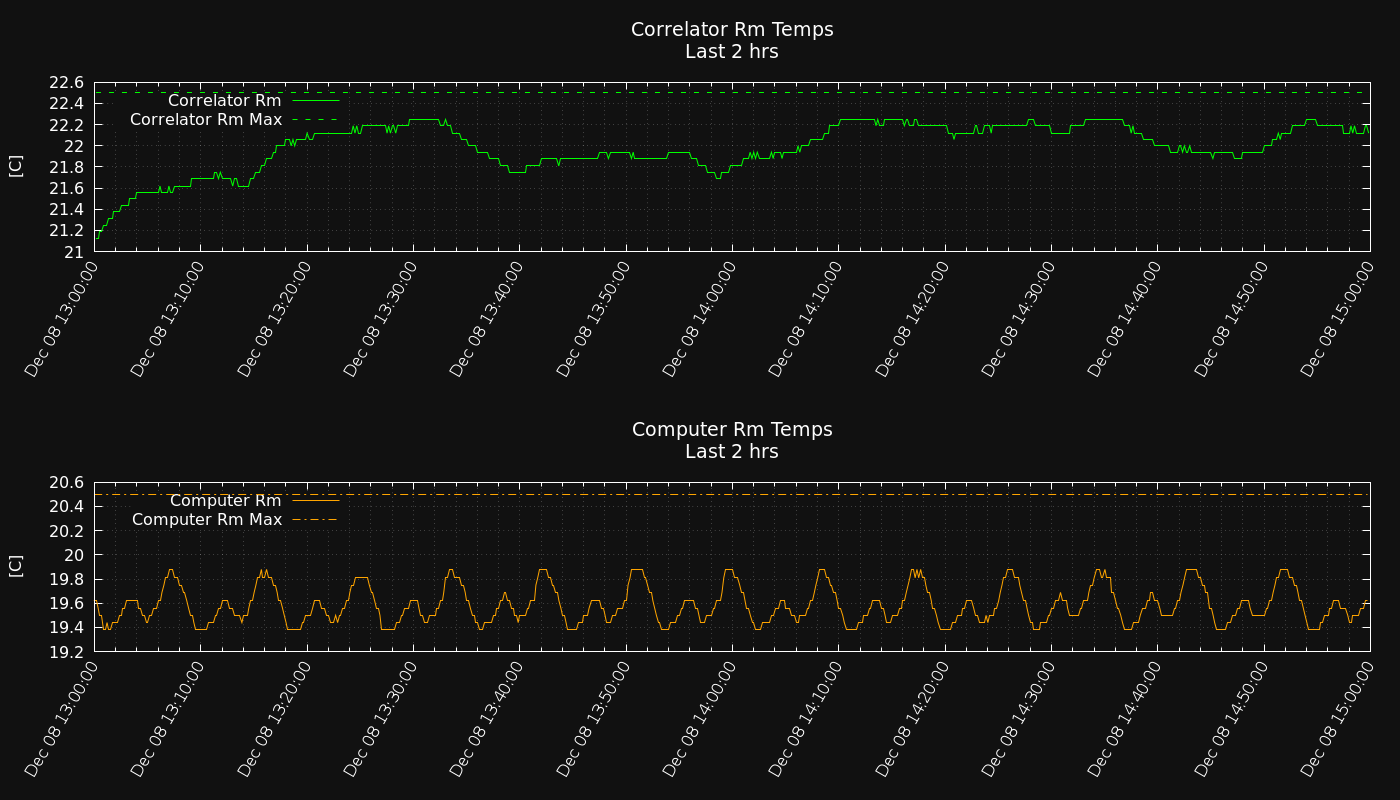 Correlator Rm Temps
Last 2 hrs
22.6
22.4
22.2
22
21.8
21.6
21.4
21.2
21
[C]
Correlator Rm
Correlator Rm Max
Dec 08 13:00:00
Dec 08 13:10:00
Dec 08 13:20:00
Dec 08 13:30:00
Dec 08 13:40:00
Dec 08 13:50:00
Dec 08 14:00:00
Dec 08 14:10:00
Dec 08 14:20:00
Dec 08 14:30:00
Dec 08 14:40:00
Dec 08 14:50:00
Dec 08 15:00:00
Computer Rm Temps
Last 2 hrs
20.6
20.4
20.2
20
19.8
19.6
19.4
19.2
[C]
Computer Rm
Computer Rm Max
Dec 08 13:00:00
Dec 08 13:10:00
Dec 08 13:20:00
Dec 08 13:30:00
Dec 08 13:40:00
Dec 08 13:50:00
Dec 08 14:00:00
Dec 08 14:10:00
Dec 08 14:20:00
Dec 08 14:30:00
Dec 08 14:40:00
Dec 08 14:50:00
Dec 08 15:00:00